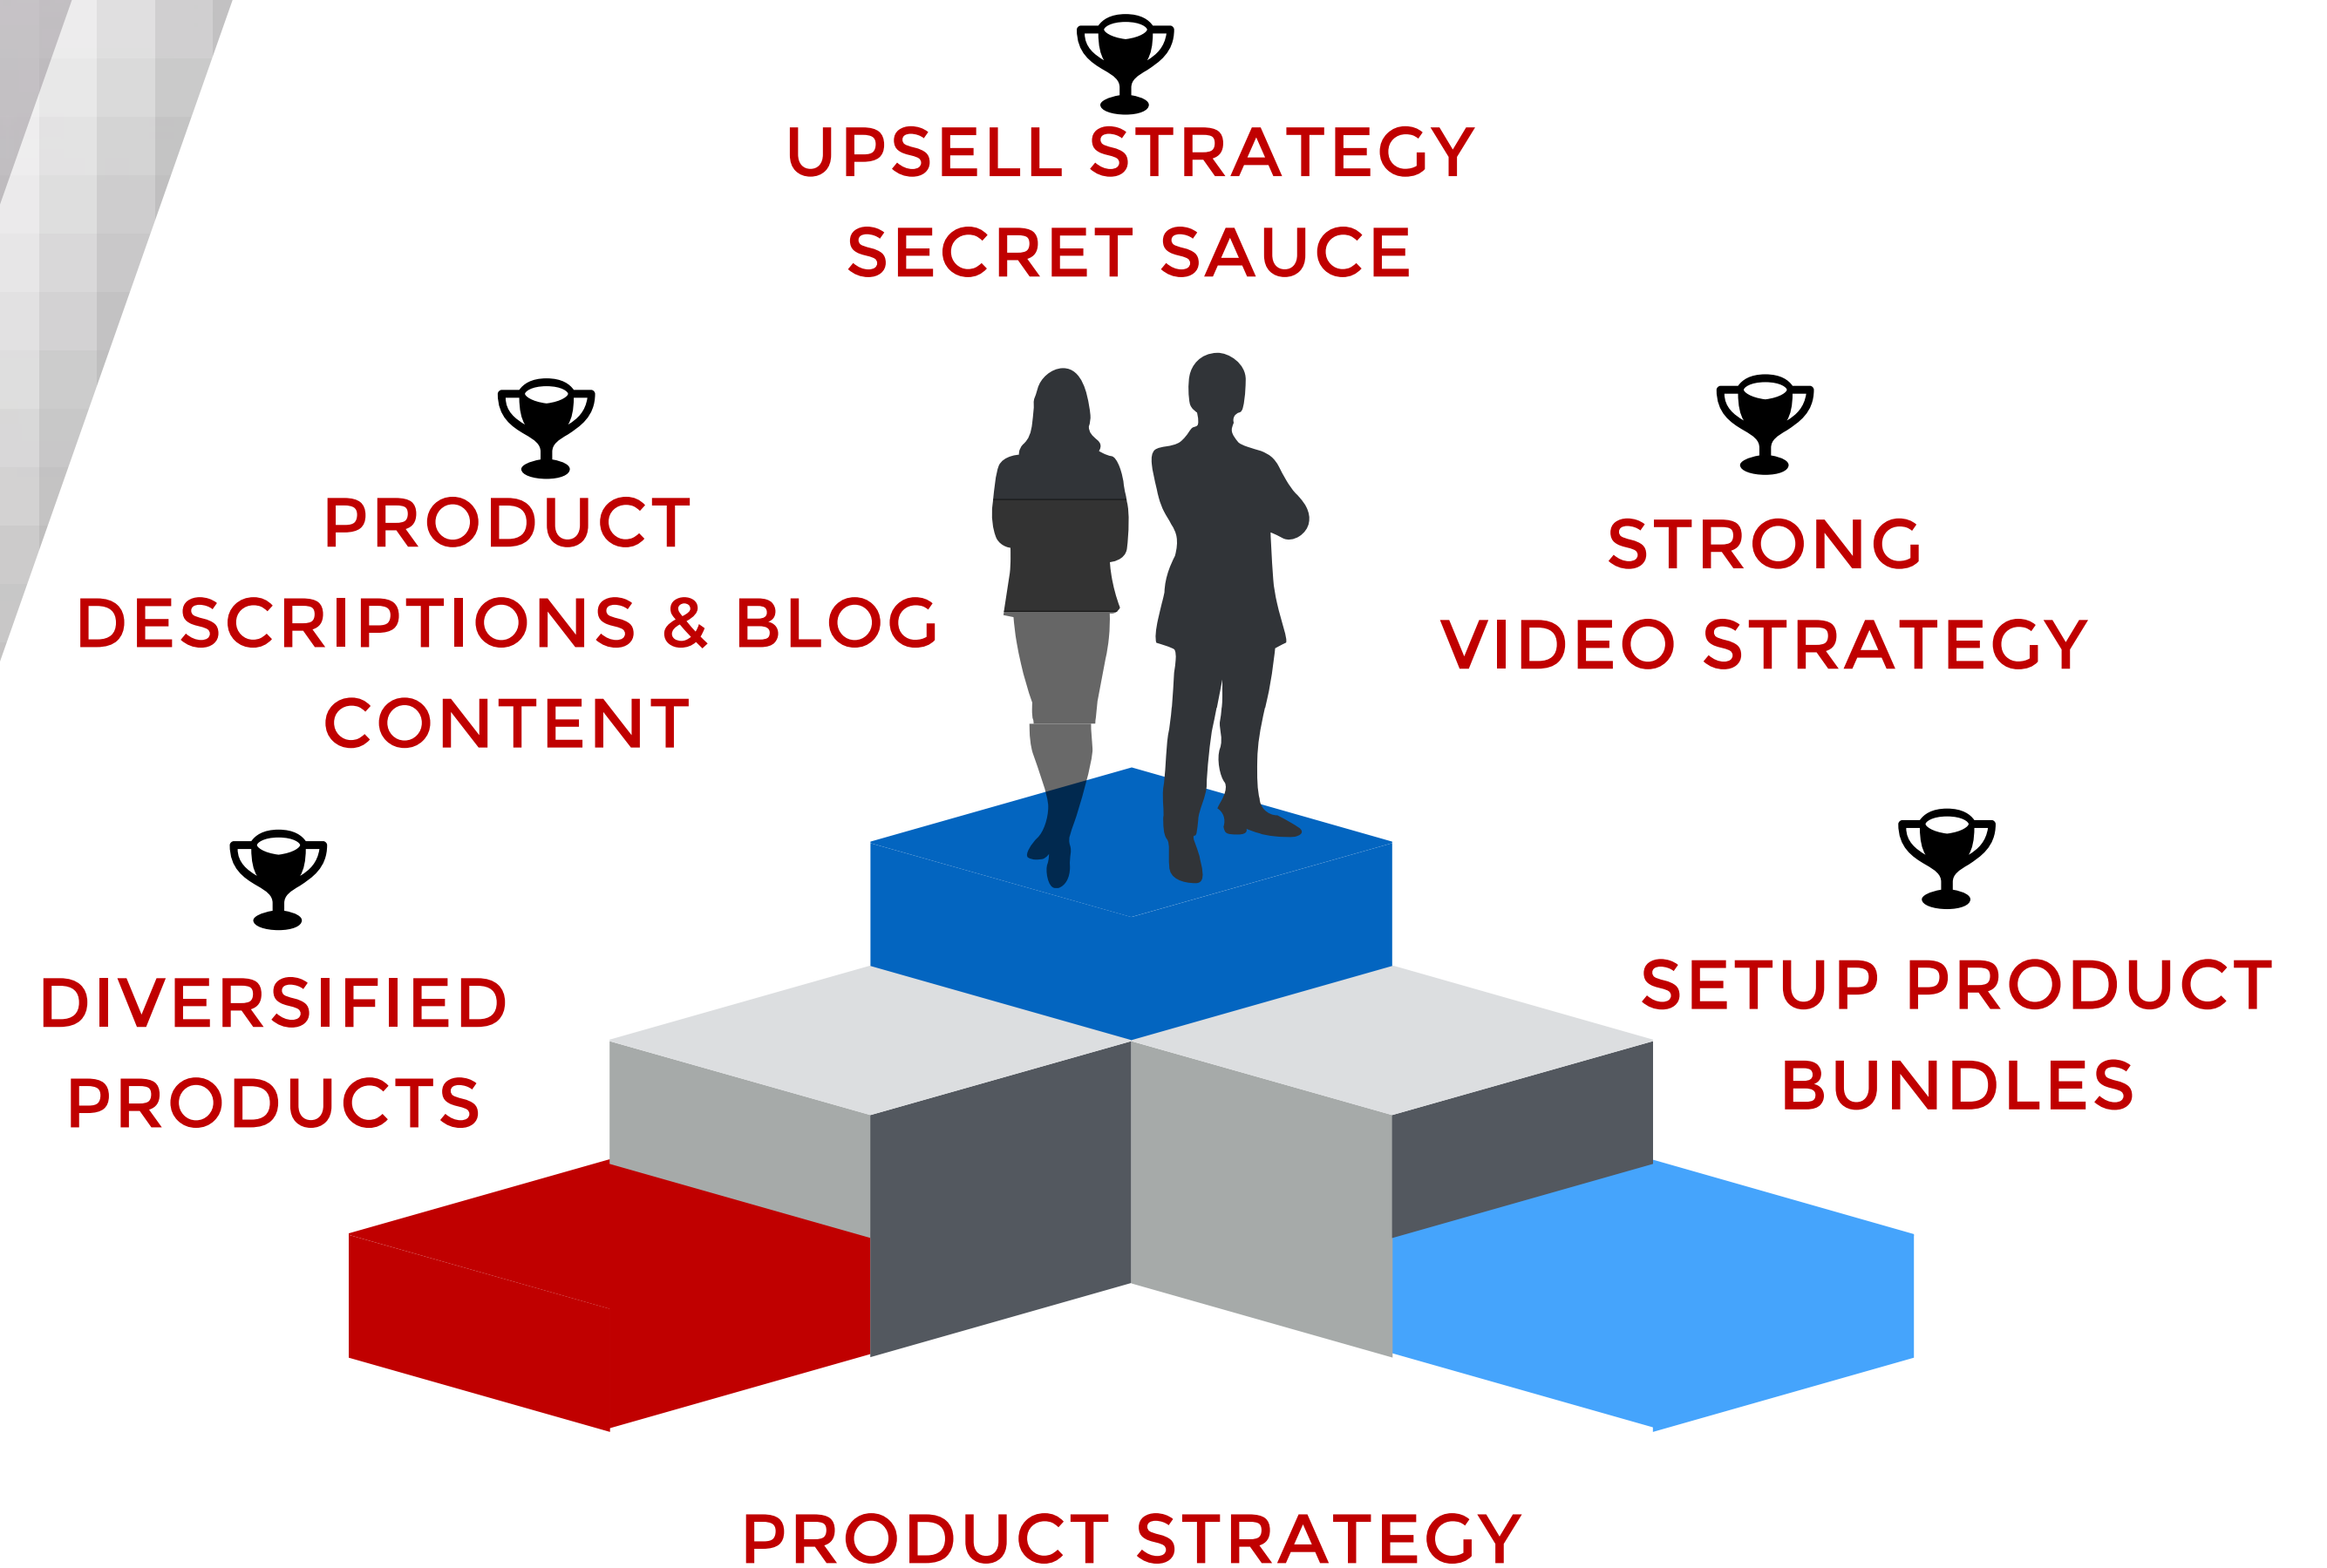 UPSELL STRATEGY
SECRET SAUCE
PRODUCT
DESCRIPTIONS & BLOG
CONTENT
STRONG
VIDEO STRATEGY
DIVERSIFIED
PRODUCTS
SETUP PRODUCT
BUNDLES
PRODUCT STRATEGY